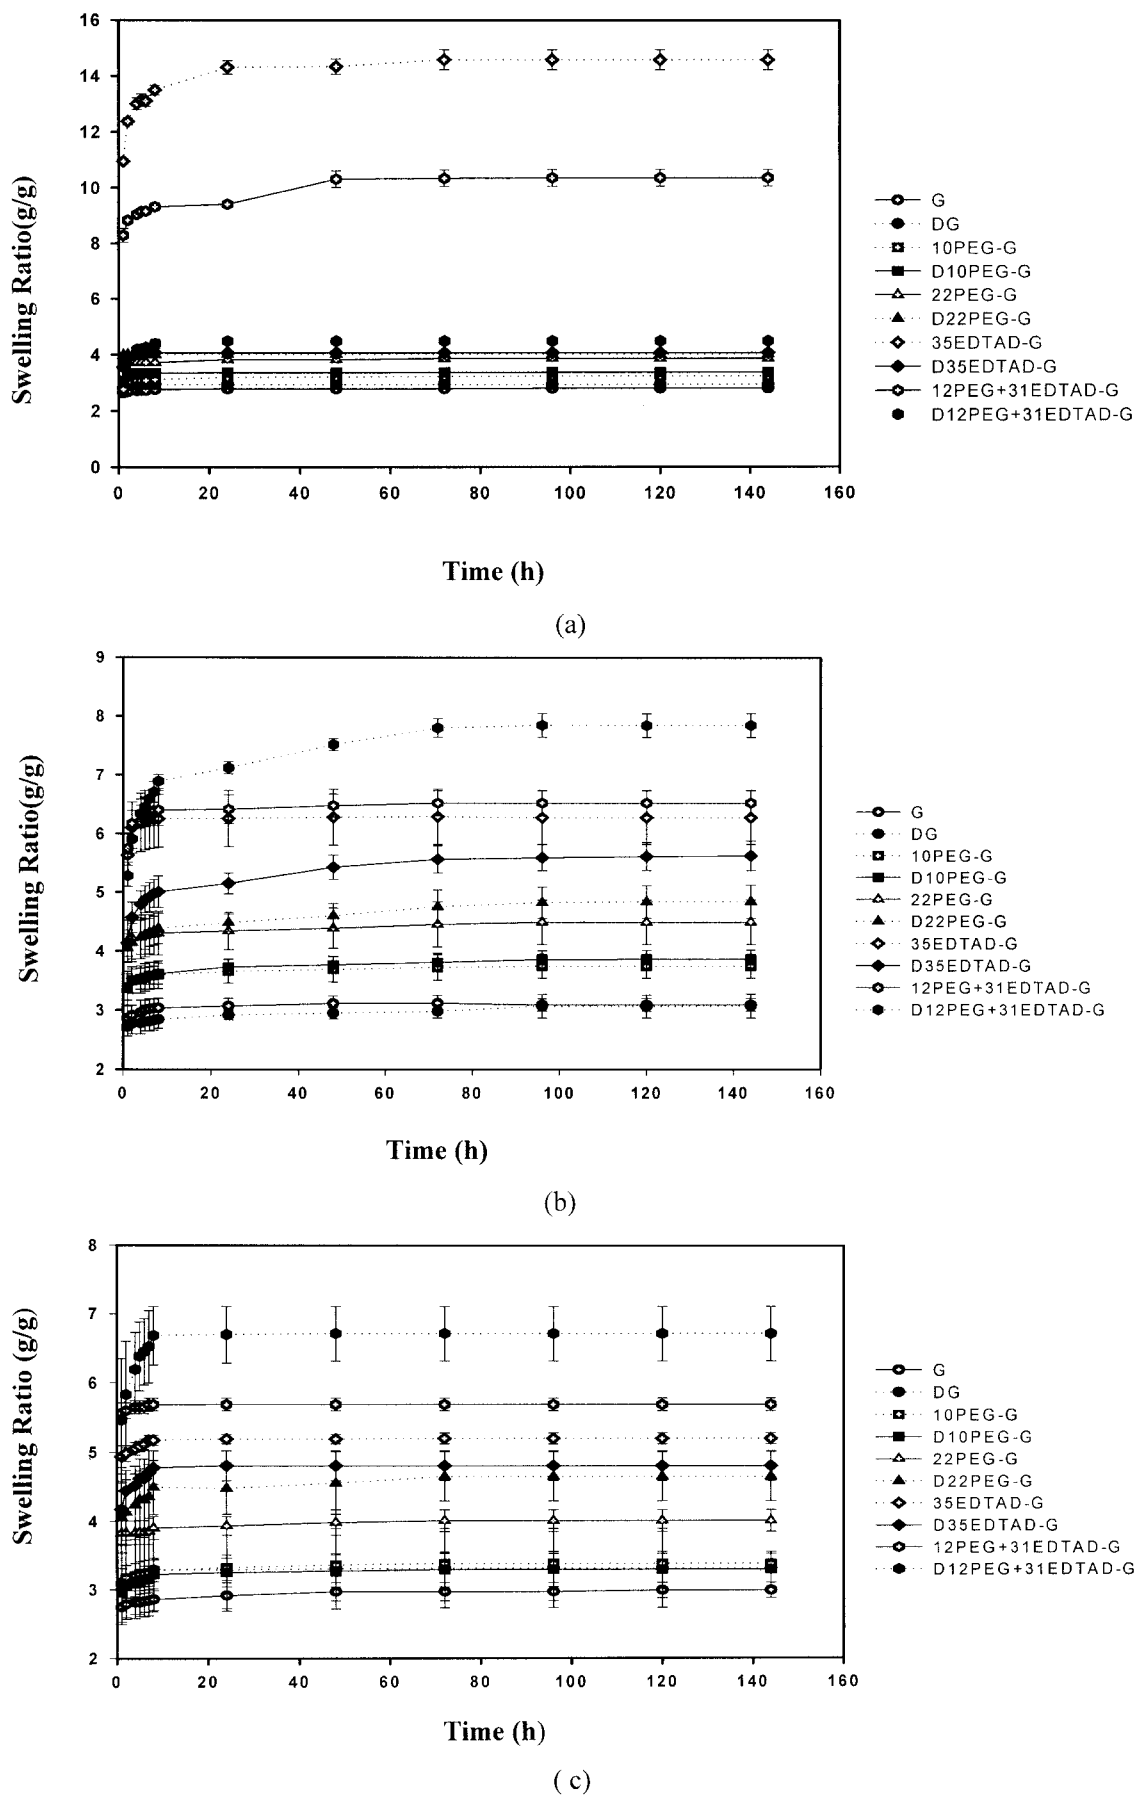 16
14
12
10
8
6
4
2
0
0 20 40 60 80 100 120 140 160
Swelling Ratio(g/g)
Time (h)
G
DG
10PEG-G
D10PEG-G
22PEG-G
D22PEG-G
35EDTAD-G
D35EDTAD-G
12PEG+31EDTAD-G
D12PEG+31EDTAD-G
(a)
9
8
7
6
5
4
3
2
0 20 40 60 80 100 120 140 160
Swelling Ratio(g/g)
Time (h)
G
DG
10PEG-G
D10PEG-G
22PEG-G
D22PEG-G
35EDTAD-G
D35EDTAD-G
12PEG+31EDTAD-G
D12PEG+31EDTAD-G
(b)
8
7
6
5
4
3
2
0 20 40 60 80 100 120 140 160
Swelling Ratio (g/g)
Time (h)
G
DG
10PEG-G
D10PEG-G
22PEG-G
D22PEG-G
35EDTAD-G
D35EDTAD-G
12PEG+31EDTAD-G
D12PEG+31EDTAD-G
( c)